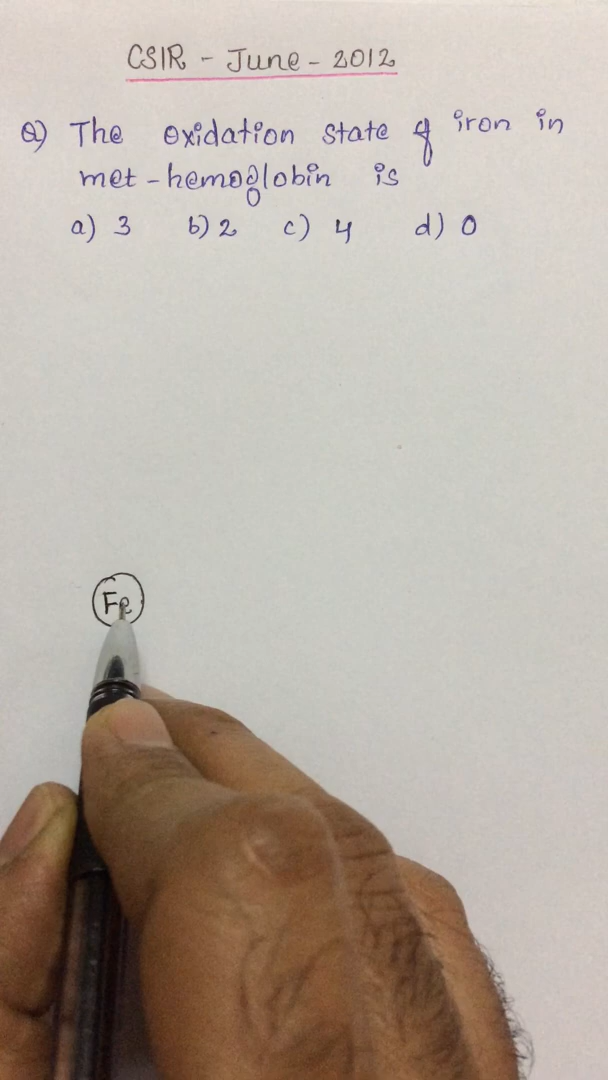 CSIR - June - 2012
Q) The oxidation state of iron in
met-hemoglobin is
a) 3 b) 2 c) 4 d) 0
Fe